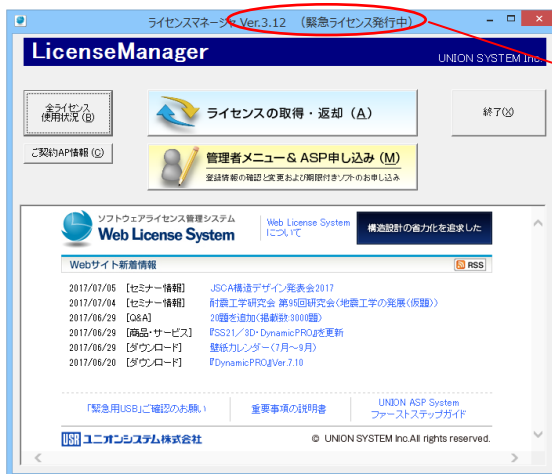 ライセンスマネージャ Ver.3.12 (緊急ライセンス発行中)
LicenseManager
UNION SYSTEM Inc.
全ライセンス
使用状況 (B)
ライセンスの取得・返却 (A)
終了(X)
ご契約AP情報 (C)
管理者メニュー& ASP申し込み (M)
登録情報の確認と変更および期限付きソフトのお申し込み
ソフトウェアライセンス管理システム
Web License System
Web License System
について
構造設計の省力化を追求した
Webサイト新着情報
RSS
2017/07/05 [セミナー情報] JSCA構造デザイン発表会2017
2017/07/04 [セミナー情報] 耐震工学研究会 第95回研究会<地震工学の発展(仮題)>
2017/06/29 [Q&A] 20題を追加(掲載数:3000題)
2017/06/29 [商品・サービス] 『SS21/3D・DynamicPRO』を更新
2017/06/29 [ダウンロード] 壁紙カレンダー(7月~9月)
2017/06/20 [ダウンロード] 『DynamicPRO』Ver.7.10
「緊急用USB」ご確認のお願い
重要事項の説明書
UNION ASP System
ファーストステップガイド
USR ユニオンシステム株式会社
© UNION SYSTEM Inc.All rights reserved.